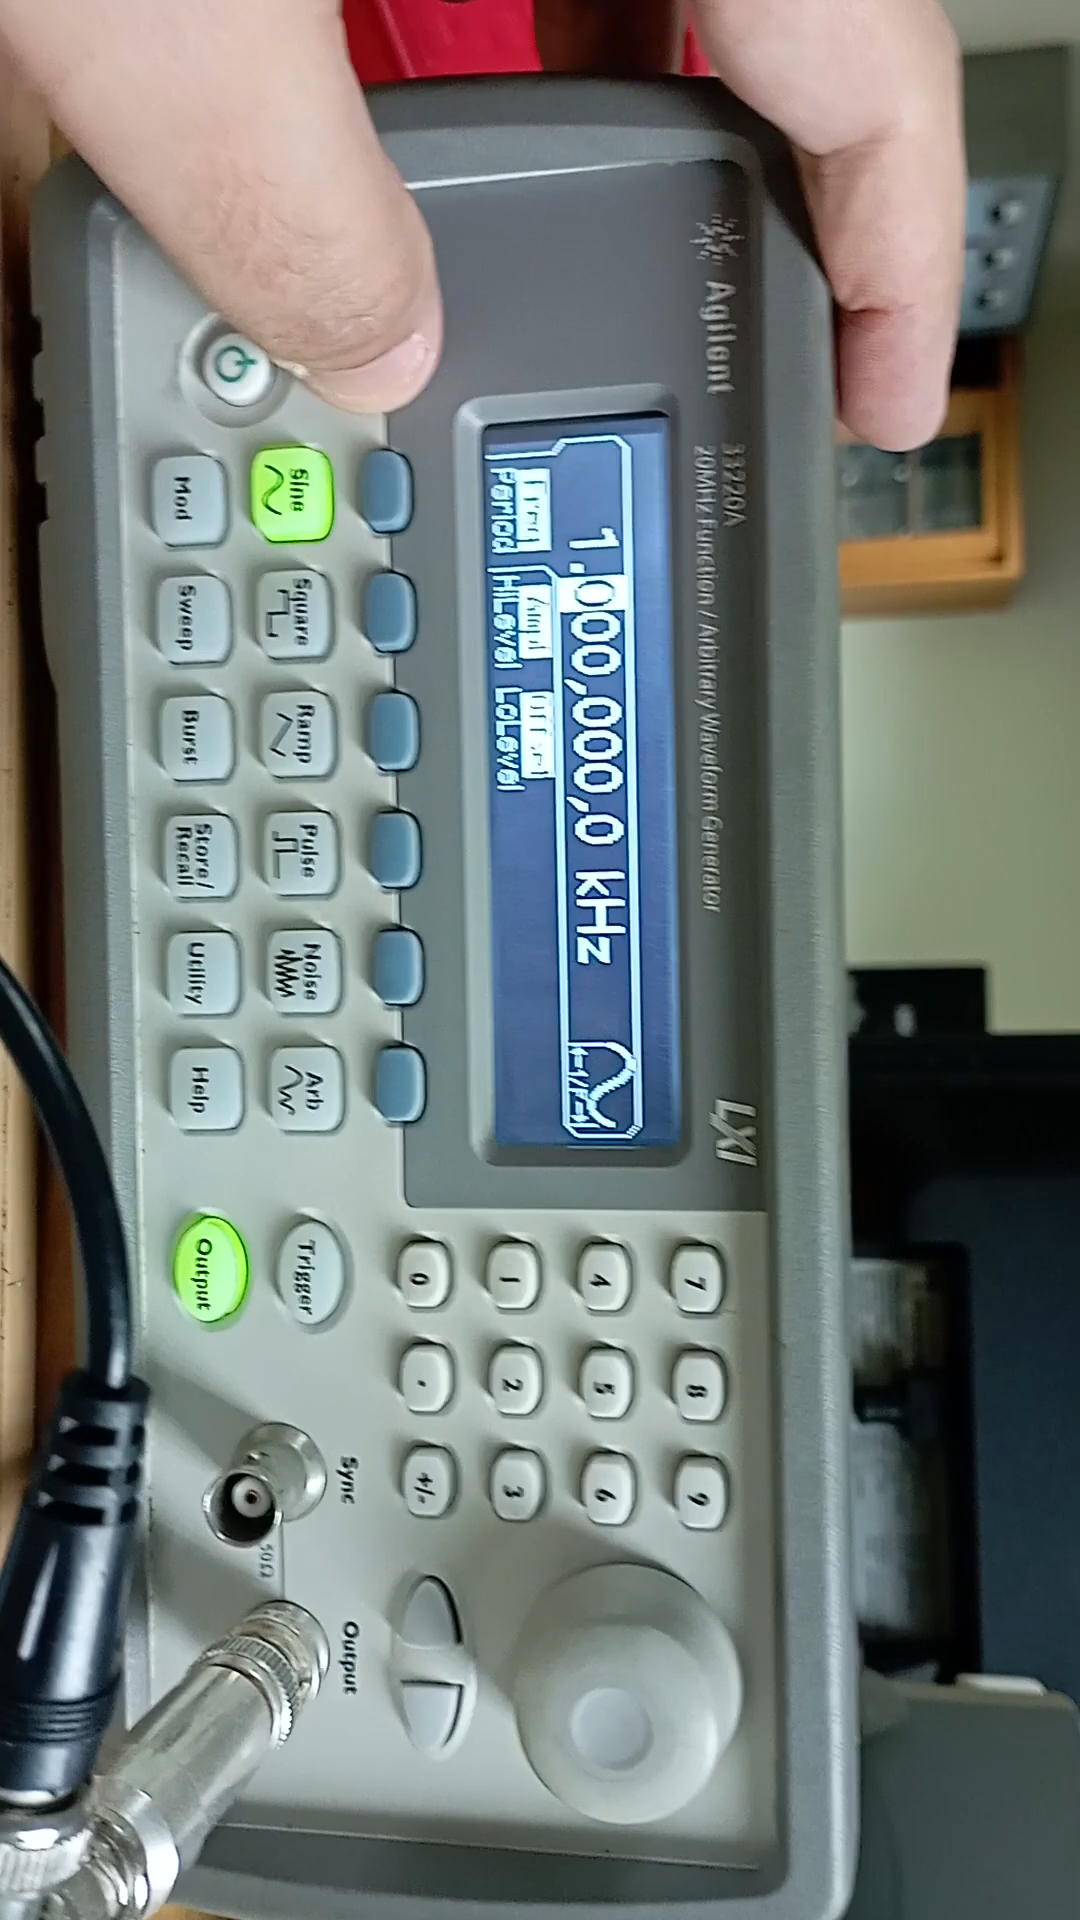 Agilent
33220A
20MHz Function / Arbitrary Waveform Generator
LXI
1.000,000,0 kHz
1/F
Freq Ampl Offset
Period HiLevel LoLevel
Sine Square Ramp Pulse Noise Arb
Mod Sweep Burst Store/ Recall Utility Help
Trigger
Output
7 8 9
4 5 6
1 2 3
0 . +/-
Sync
Output
50Ω